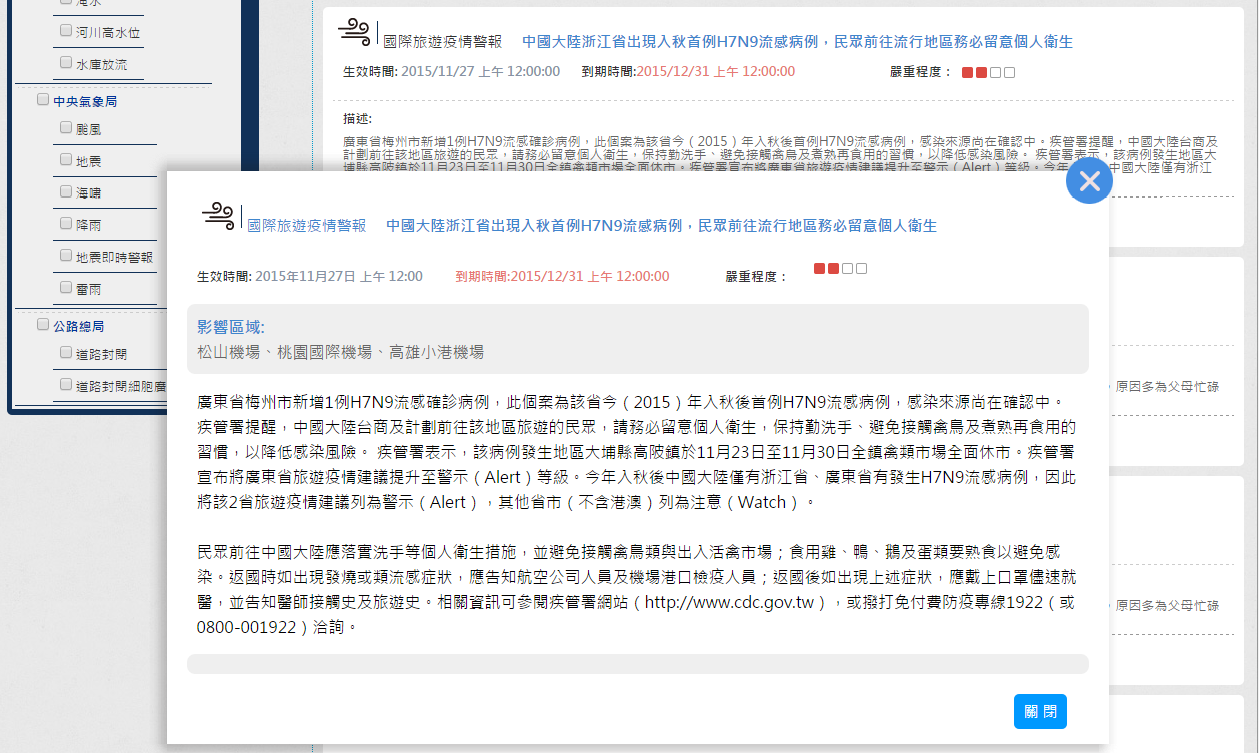 淹水
河川高水位
水庫放流
中央氣象局
颱風
地震
海嘯
降雨
地震即時警報
雷雨
公路總局
道路封閉
道路封閉細胞廣
國際旅遊疫情警報 中國大陸浙江省出現入秋首例H7N9流感病例，民眾前往流行地區務必留意個人衛生
生效時間: 2015/11/27 上午 12:00:00 到期時間:2015/12/31 上午 12:00:00 嚴重程度：
描述:
廣東省梅州市新增1例H7N9流感確診病例，此個案為該省今（2015）年入秋後首例H7N9流感病例，感染來源尚在確認中。疾管署提醒，中國大陸台商及
計劃前往該地區旅遊的民眾，請務必留意個人衛生，保持勤洗手、避免接觸禽鳥及煮熟再食用的習慣，以降低感染風險。 疾管署表示，該病例發生地區大
埔縣高陂鎮於11月23日至11月30日全鎮禽類市場全面休市。疾管署宣布將廣東省旅遊疫情建議提升至警示（Alert）等級。今年 中國大陸僅有浙江
國際旅遊疫情警報 中國大陸浙江省出現入秋首例H7N9流感病例，民眾前往流行地區務必留意個人衛生
生效時間: 2015年11月27日 上午 12:00 到期時間:2015/12/31 上午 12:00:00 嚴重程度：
影響區域:
松山機場、桃園國際機場、高雄小港機場
廣東省梅州市新增1例H7N9流感確診病例，此個案為該省今（2015）年入秋後首例H7N9流感病例，感染來源尚在確認中。
疾管署提醒，中國大陸台商及計劃前往該地區旅遊的民眾，請務必留意個人衛生，保持勤洗手、避免接觸禽鳥及煮熟再食用的
習慣，以降低感染風險。 疾管署表示，該病例發生地區大埔縣高陂鎮於11月23日至11月30日全鎮禽類市場全面休市。疾管署
宣布將廣東省旅遊疫情建議提升至警示（Alert）等級。今年入秋後中國大陸僅有浙江省、廣東省有發生H7N9流感病例，因此
將該2省旅遊疫情建議列為警示（Alert），其他省市（不含港澳）列為注意（Watch）。
民眾前往中國大陸應落實洗手等個人衛生措施，並避免接觸禽鳥類與出入活禽市場；食用雞、鴨、鵝及蛋類要熟食以避免感
染。返國時如出現發燒或類流感症狀，應告知航空公司人員及機場港口檢疫人員；返國後如出現上述症狀，應戴上口罩儘速就
醫，並告知醫師接觸史及旅遊史。相關資訊可參閱疾管署網站（http://www.cdc.gov.tw），或撥打免付費防疫專線1922（或
0800-001922）洽詢。
關 閉
，原因多為父母忙碌
，原因多為父母忙碌